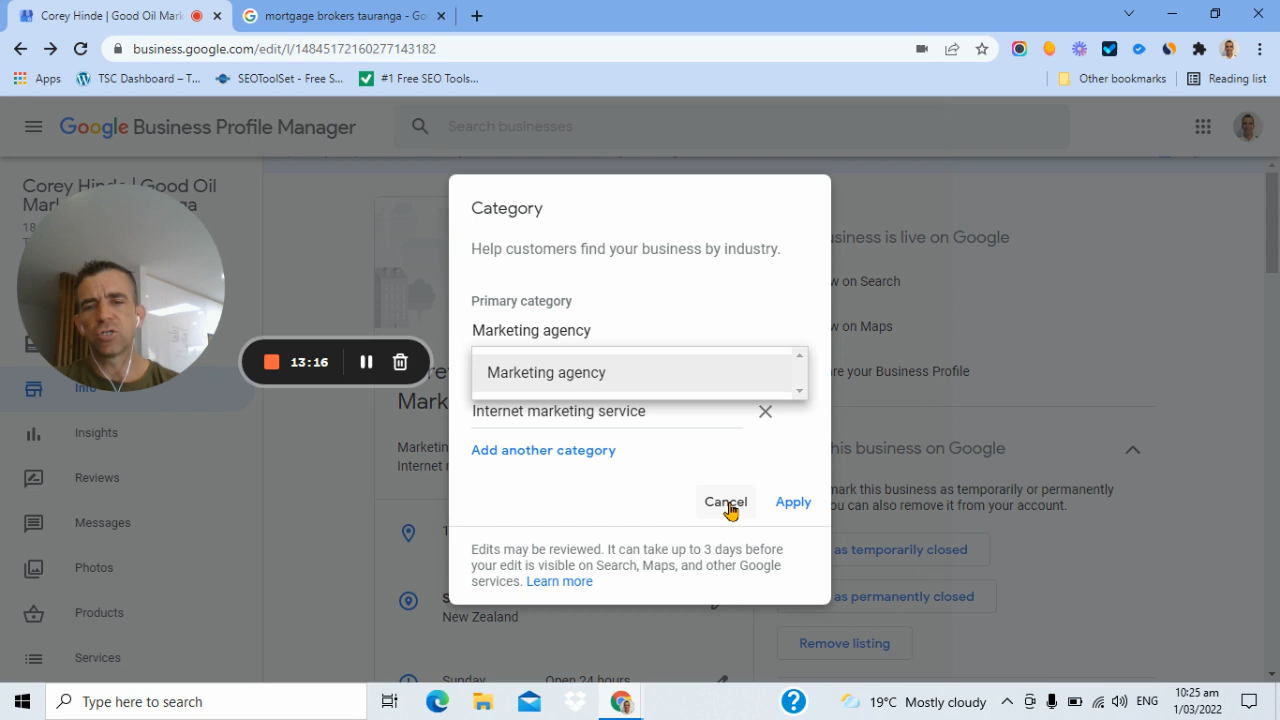 Corey Hinde | Good Oil Mark
mortgage brokers tauranga - Go
business.google.com/edit/l/14845172160277143182
Apps
TSC Dashboard – T...
SEOToolSet - Free S...
#1 Free SEO Tools...
Other bookmarks
Reading list
Google Business Profile Manager
Search businesses
Corey Hinde | Good Oil
Mar
18
Category
Help customers find your business by industry.
Primary category
Marketing agency
Marketing agency
Internet marketing service
Add another category
Cancel
Apply
Edits may be reviewed. It can take up to 3 days before
your edit is visible on Search, Maps, and other Google
services. Learn more
13:16
Insights
Reviews
Messages
Photos
Products
Services
Mark
New Zealand
Sunday
Open 24 hours
siness is live on Google
w on Search
w on Maps
re your Business Profile
his business on Google
mark this business as temporarily or permanently
ou can also remove it from your account.
as temporarily closed
as permanently closed
Remove listing
Type here to search
19°C Mostly cloudy
ENG
10:25 am
1/03/2022